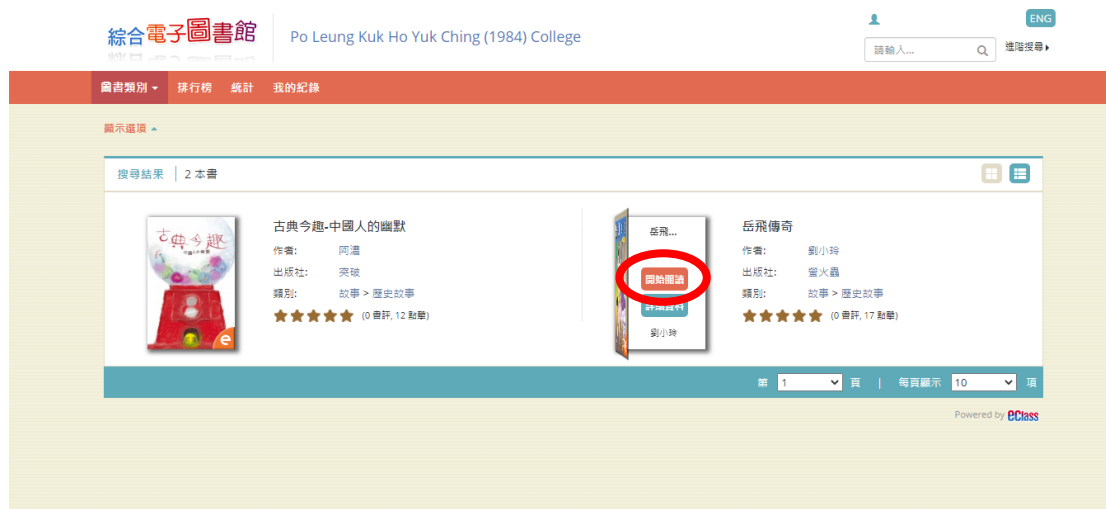 綜合電子圖書館
Po Leung Kuk Ho Yuk Ching (1984) College
ENG
請輸入...
進階搜尋
圖書類別 排行榜 統計 我的紀錄
顯示選項
搜尋結果 2 本書
古典今趣
e
古典今趣-中國人的幽默
作者: 阿濃
出版社: 突破
類別: 故事 > 歷史故事
(0 書評, 12 點擊)
岳飛...
開始閱讀
詳細資料
劉小玲
岳飛傳奇
作者: 劉小玲
出版社: 螢火蟲
類別: 故事 > 歷史故事
(0 書評, 17 點擊)
第 1 頁 | 每頁顯示 10 項
Powered by eClass